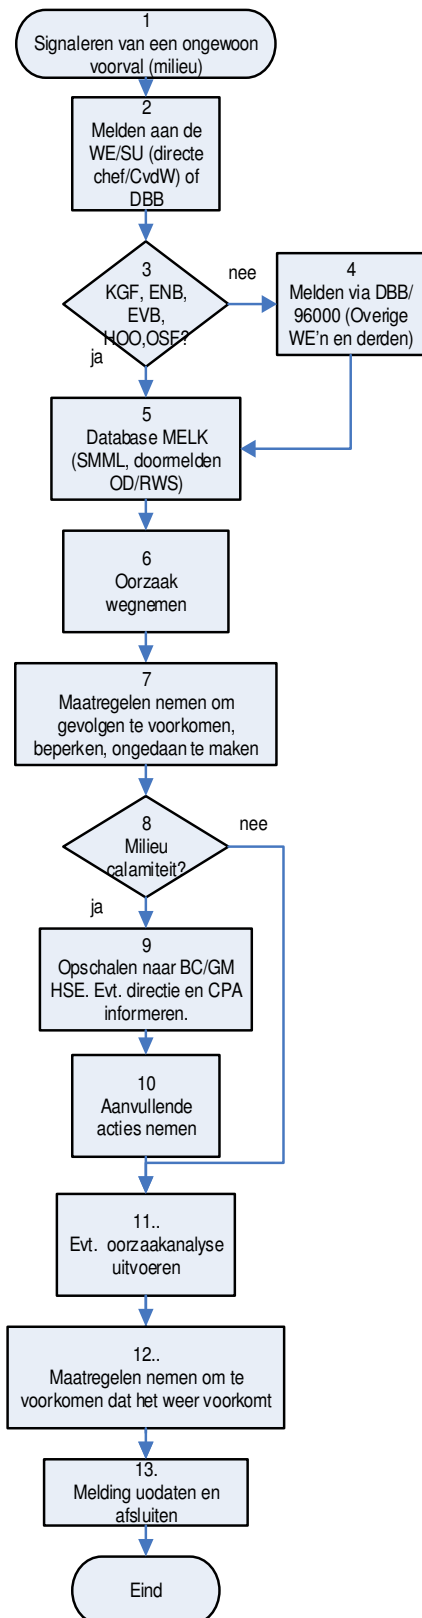 1
Signaleren van een ongewoon
voorval (milieu)
2
Melden aan de
WE/SU (directe
chef/CvdW) of
DBB
3
KGF, ENB,
EVB,
HOO,OSF?
nee
ja
4
Melden via DBB/
96000 (Overige
WE'n en derden)
5
Database MELK
(SMML, doormelden
OD/RWS)
6
Oorzaak
wegnemen
7
Maatregelen nemen om
gevolgen te voorkomen,
beperken, ongedaan te maken
8
Milieu
calamiteit?
nee
ja
9
Opschalen naar BC/GM
HSE. Evt. directie en CPA
informeren.
10
Aanvullende
acties nemen
11..
Evt. oorzaakanalyse
uitvoeren
12..
Maatregelen nemen om te
voorkomen dat het weer voorkomt
13.
Melding uodaten en
afsluiten
Eind